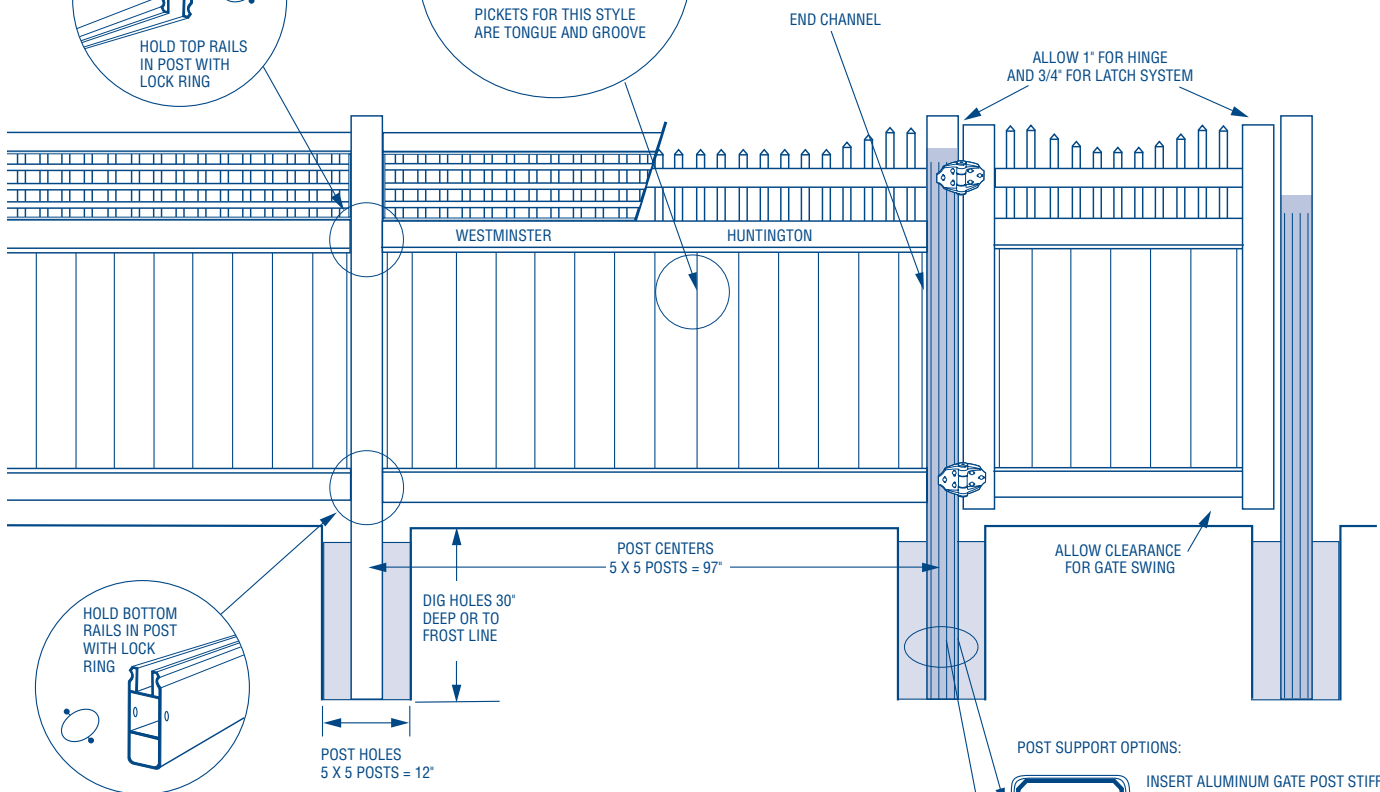 PICKETS FOR THIS STYLE
ARE TONGUE AND GROOVE
END CHANNEL
HOLD TOP RAILS
IN POST WITH
LOCK RING
ALLOW 1" FOR HINGE
AND 3/4" FOR LATCH SYSTEM
WESTMINSTER
HUNTINGTON
POST CENTERS
5 X 5 POSTS = 97"
ALLOW CLEARANCE
FOR GATE SWING
DIG HOLES 30"
DEEP OR TO
FROST LINE
HOLD BOTTOM
RAILS IN POST
WITH LOCK
RING
POST HOLES
5 X 5 POSTS = 12"
POST SUPPORT OPTIONS:
INSERT ALUMINUM GATE POST